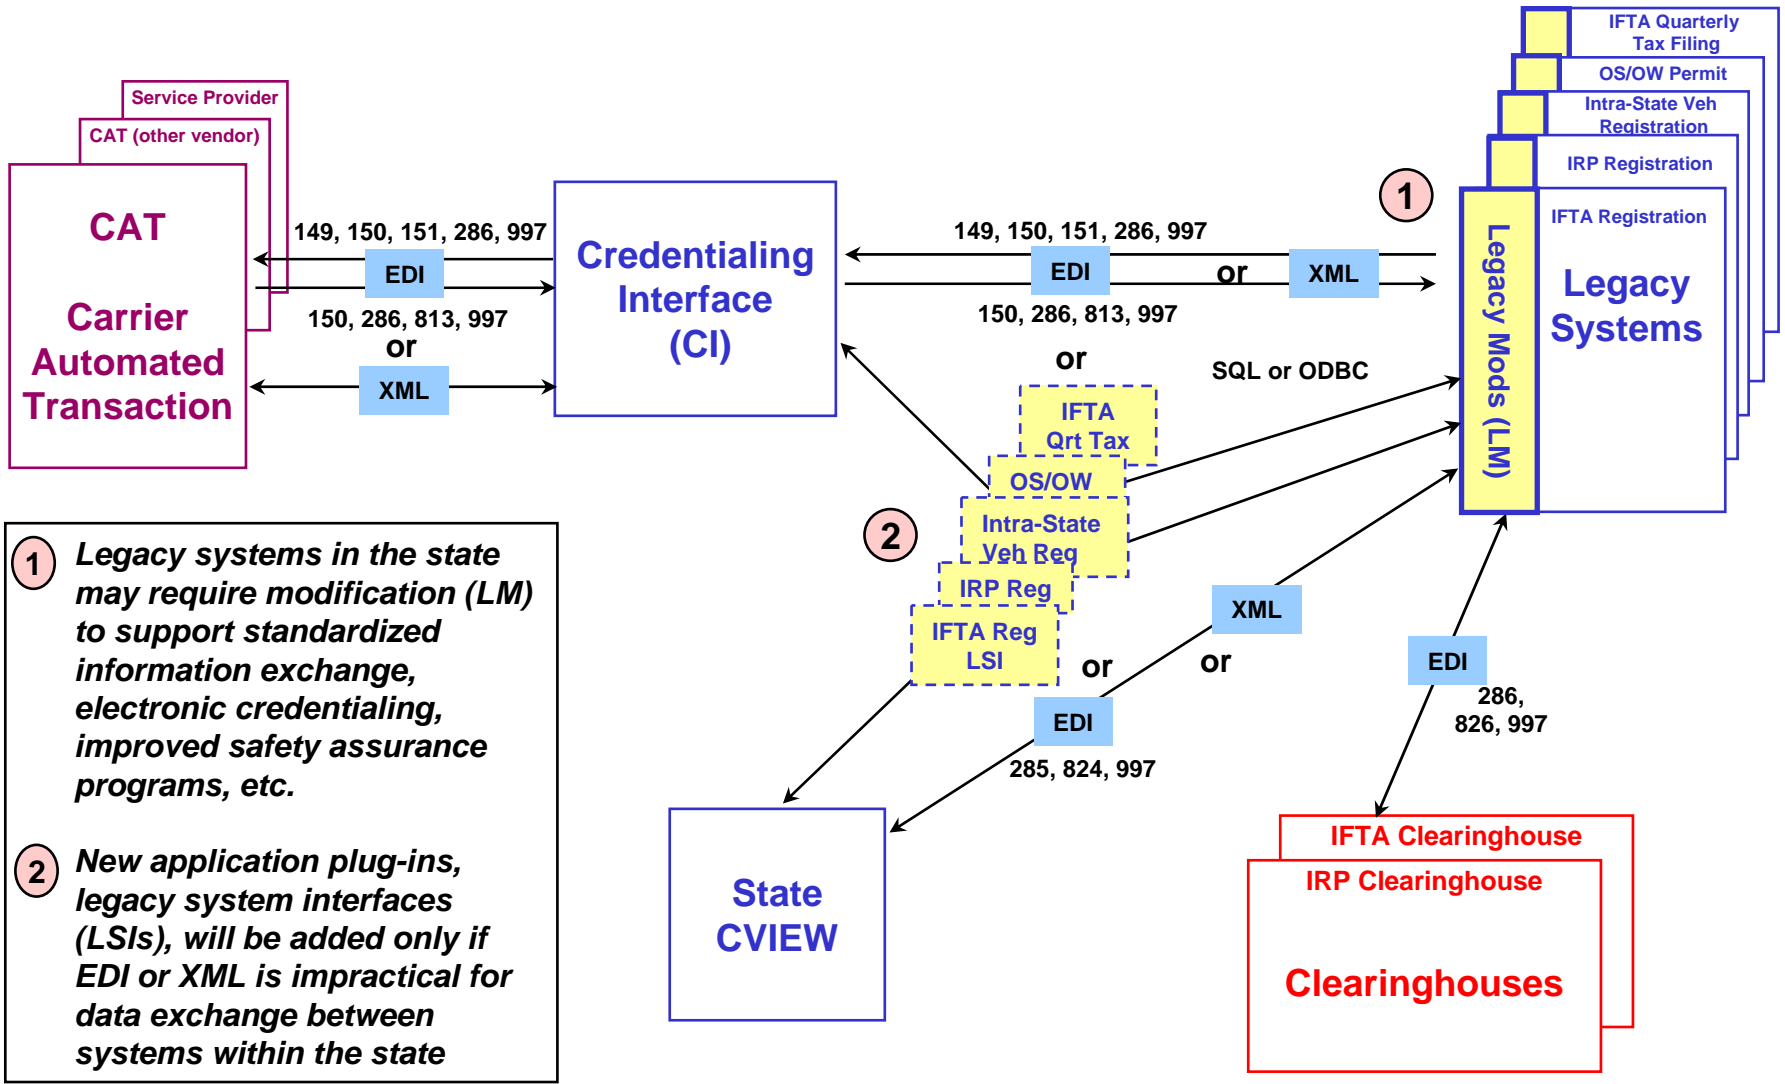 IFTA Quarterly
Tax Filing
OS/OW Permit
Intra-State Veh
Registration
IRP Registration
IFTA Registration
Legacy
Systems
Legacy Mods (LM)
1
Service Provider
CAT (other vendor)
CAT
Carrier
Automated
Transaction
149, 150, 151, 286, 997
EDI
150, 286, 813, 997
or
XML
Credentialing
Interface
(CI)
149, 150, 151, 286, 997
EDI
or
XML
150, 286, 813, 997
or
SQL or ODBC
IFTA
Qrt Tax
OS/OW
Intra-State
Veh Reg
IRP Reg
IFTA Reg
LSI
2
or
or
XML
EDI
285, 824, 997
EDI
286,
826, 997
1
Legacy systems in the state
may require modification (LM)
to support standardized
information exchange,
electronic credentialing,
improved safety assurance
programs, etc.
2
New application plug-ins,
legacy system interfaces
(LSIs), will be added only if
EDI or XML is impractical for
data exchange between
systems within the state
State
CVIEW
IFTA Clearinghouse
IRP Clearinghouse
Clearinghouses